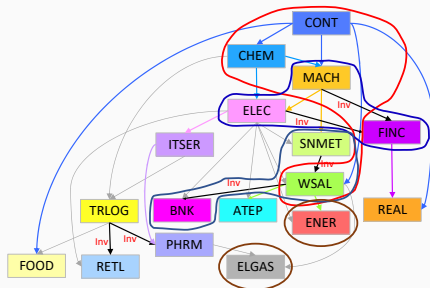 CONT
CHEM
MACH
Inv
ELEC
Inv
FINC
ITSER
SNMET
Inv
Inv
WSAL
TRLOG
BNK
ATEP
ENER
REAL
Inv
Inv
PHRM
FOOD
RETL
ELGAS